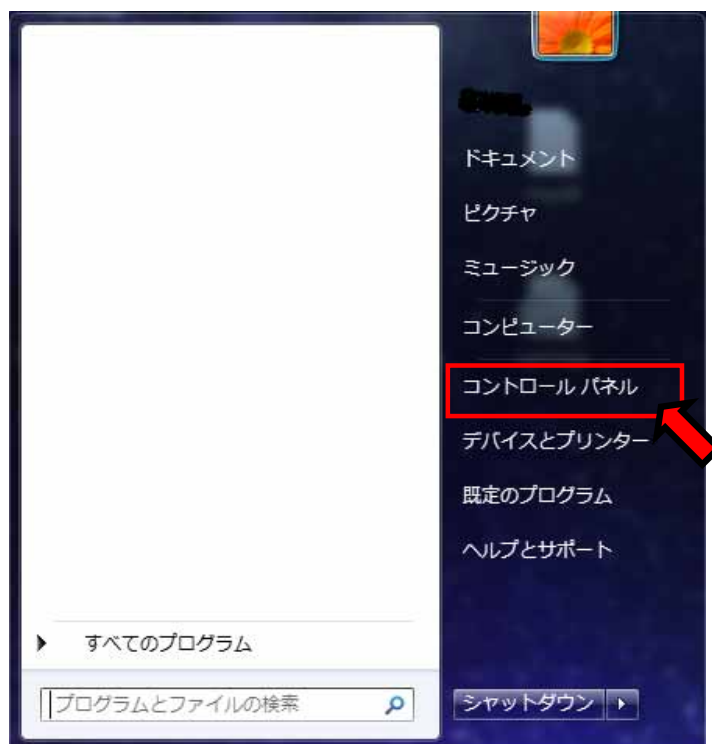 ドキュメント
ピクチャ
ミュージック
コンピューター
コントロール パネル
デバイスとプリンター
既定のプログラム
ヘルプとサポート
すべてのプログラム
プログラムとファイルの検索
シャットダウン